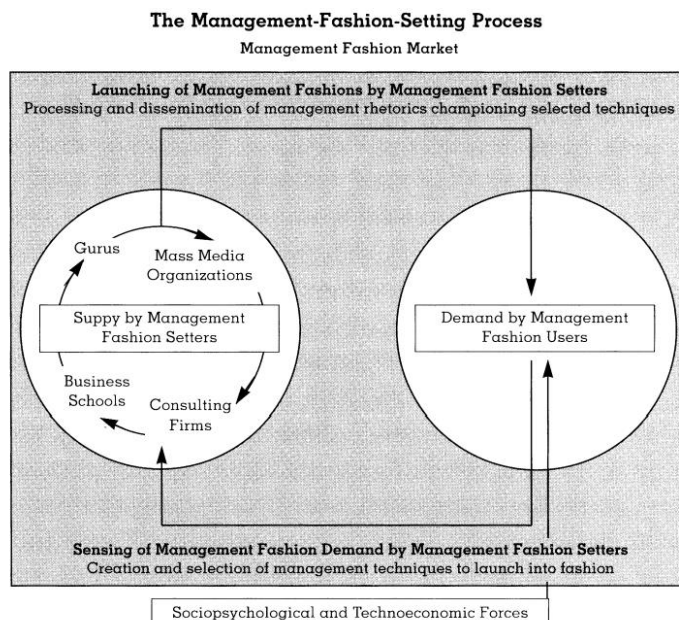 The Management-Fashion-Setting Process
Management Fashion Market
Launching of Management Fashions by Management Fashion Setters
Processing and dissemination of management rhetorics championing selected techniques
Gurus
Mass Media
Organizations
Suppy by Management
Fashion Setters
Demand by Management
Fashion Users
Business
Schools
Consulting
Firms
Sensing of Management Fashion Demand by Management Fashion Setters
Creation and selection of management techniques to launch into fashion
Sociopsychological and Technoeconomic Forces